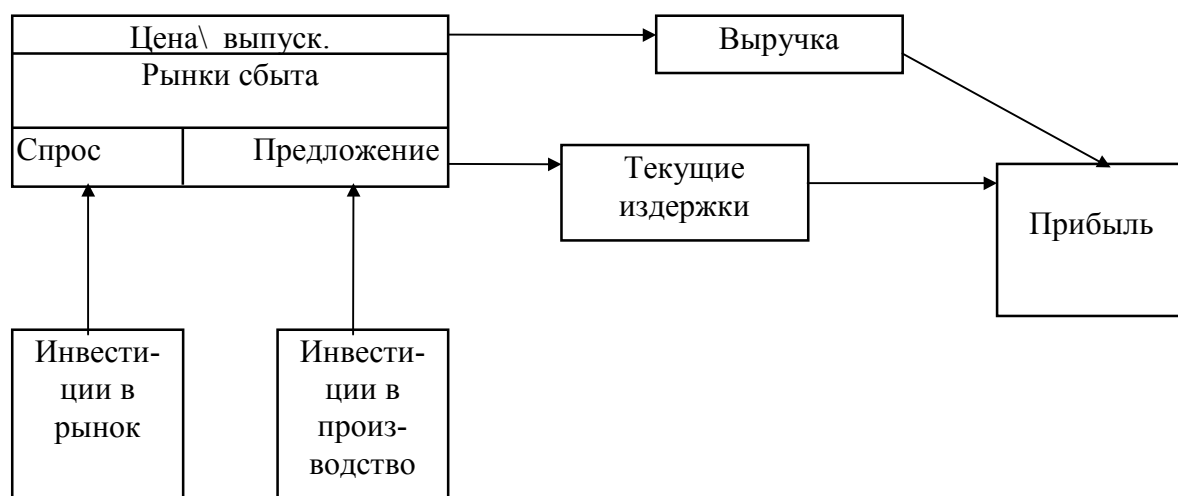 Цена\ выпуск.
Выручка
Рынки сбыта
Спрос
Предложение
Текущие
издержки
Прибыль
Инвести-
ции в
рынок
Инвести-
ции в
произ-
водство